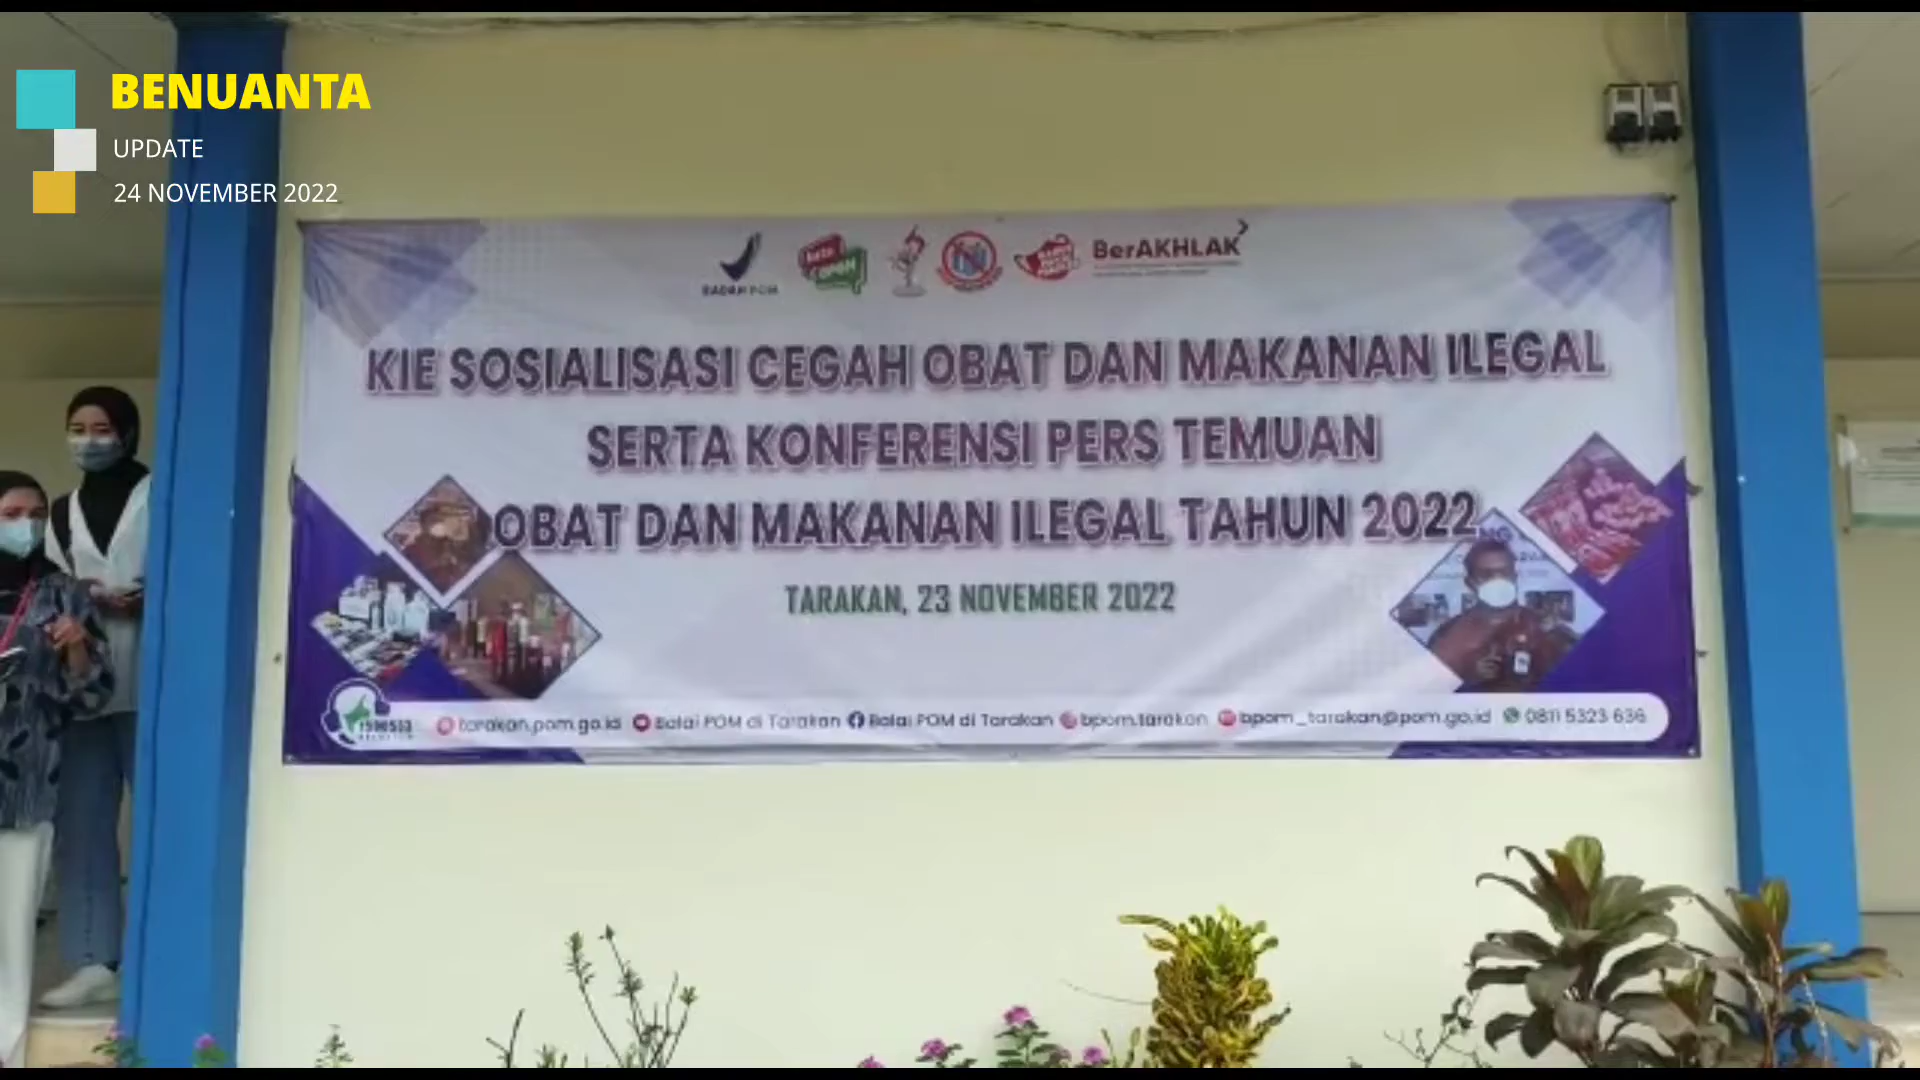 BENUANTA
UPDATE
24 NOVEMBER 2022
BADAN POM
BerAKHLAK
KIE SOSIALISASI CEGAH OBAT DAN MAKANAN ILEGAL
SERTA KONFERENSI PERS TEMUAN
OBAT DAN MAKANAN ILEGAL TAHUN 2022
TARAKAN, 23 NOVEMBER 2022
tarakan.pom.go.id Balai POM di Tarakan Balai POM di Tarakan bpom.tarakan bpom_tarakan@pom.go.id 0811 5323 636